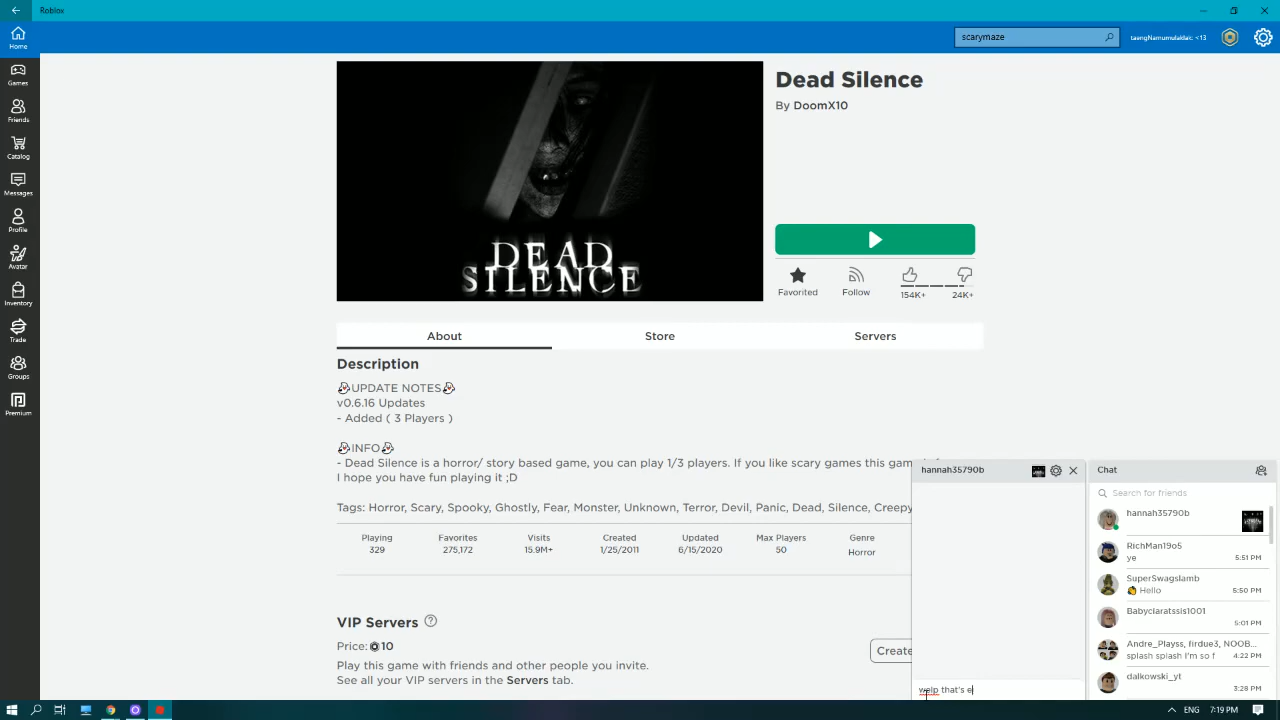 Roblox
Home
scarymaze
taengNamumulaklak: <13
Games
Friends
Catalog
Messages
Profile
Avatar
Inventory
Trade
Groups
Premium
DEAD
SILENCE
Dead Silence
By DoomX10
Favorited
Follow
154K+
24K+
About
Store
Servers
Description
UPDATE NOTES
v0.6.16 Updates
- Added ( 3 Players )
INFO
- Dead Silence is a horror/ story based game, you can play 1/3 players. If you like scary games this gam
I hope you have fun playing it ;D
Tags: Horror, Scary, Spooky, Ghostly, Fear, Monster, Unknown, Terror, Devil, Panic, Dead, Silence, Creepy
Playing
Favorites
Visits
Created
Updated
Max Players
Genre
329
275,172
15.9M+
1/25/2011
6/15/2020
50
Horror
VIP Servers
Price: 10
Play this game with friends and other people you invite.
See all your VIP servers in the Servers tab.
Create
hannah35790b
welp that's e
Chat
Search for friends
hannah35790b
RichMan19o5
ye
5:51 PM
SuperSwagslamb
Hello
5:50 PM
Babyclaratssis1001
5:01 PM
Andre_Playss, firdue3, NOOB...
splash splash I'm so f
4:22 PM
dalkowski_yt
3:28 PM
ENG
7:19 PM